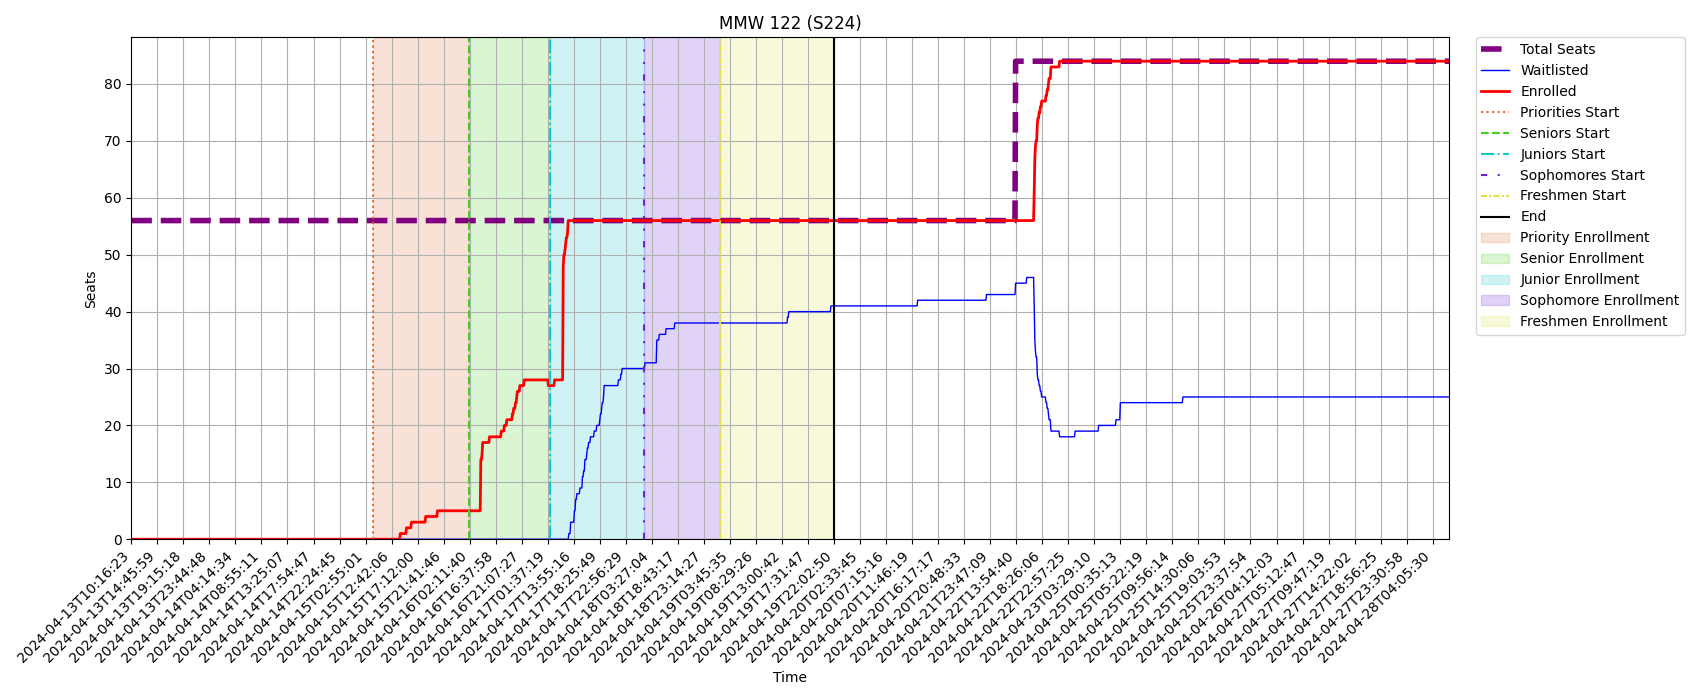 MMW 122 (S224)
Seats
80
70
60
50
40
30
20
10
0
2024-04-13T10:16:23
2024-04-13T14:45:59
2024-04-13T19:15:18
2024-04-13T23:44:48
2024-04-14T04:14:34
2024-04-14T08:55:11
2024-04-14T13:25:07
2024-04-14T17:54:47
2024-04-14T22:24:45
2024-04-15T02:55:01
2024-04-15T12:42:06
2024-04-15T17:12:00
2024-04-15T21:41:46
2024-04-16T02:11:40
2024-04-16T16:37:58
2024-04-16T21:07:27
2024-04-17T01:37:19
2024-04-17T13:55:16
2024-04-17T18:25:49
2024-04-17T22:56:29
2024-04-18T03:27:04
2024-04-18T18:43:17
2024-04-18T23:14:27
2024-04-19T03:45:35
2024-04-19T08:29:26
2024-04-19T13:00:42
2024-04-19T17:31:47
2024-04-19T22:02:50
2024-04-20T02:33:45
2024-04-20T07:15:16
2024-04-20T11:46:19
2024-04-20T16:17:17
2024-04-20T20:48:33
2024-04-21T23:47:09
2024-04-22T13:54:40
2024-04-22T18:26:06
2024-04-22T22:57:25
2024-04-23T03:29:10
2024-04-25T00:35:13
2024-04-25T05:22:19
2024-04-25T09:56:14
2024-04-25T14:30:06
2024-04-25T19:03:53
2024-04-25T23:37:54
2024-04-26T04:12:03
2024-04-27T05:12:47
2024-04-27T09:47:19
2024-04-27T14:22:02
2024-04-27T18:56:25
2024-04-27T23:30:58
2024-04-28T04:05:30
Time
Total Seats
Waitlisted
Enrolled
Priorities Start
Seniors Start
Juniors Start
Sophomores Start
Freshmen Start
End
Priority Enrollment
Senior Enrollment
Junior Enrollment
Sophomore Enrollment
Freshmen Enrollment